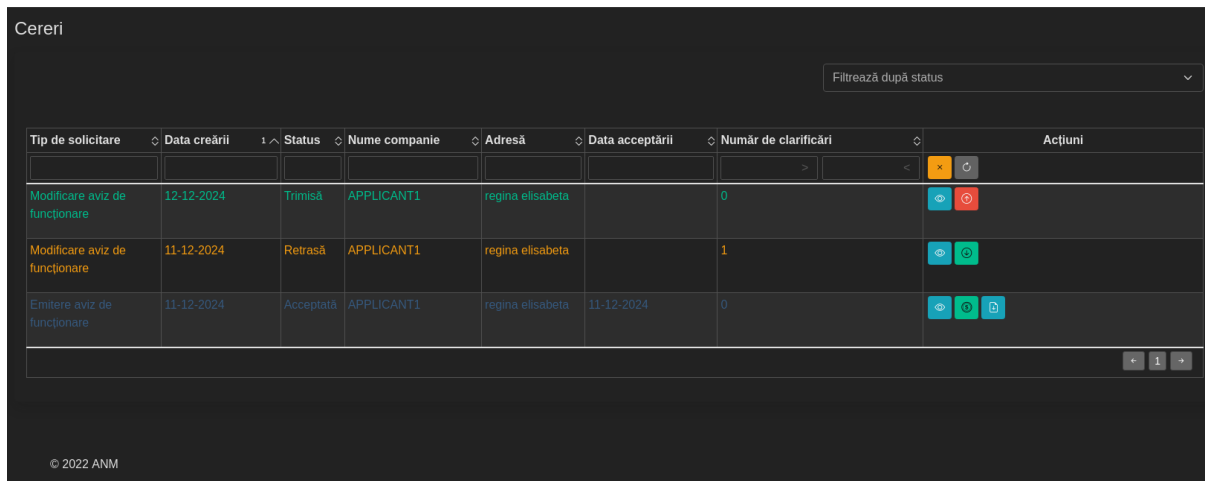 Cereri
Filtrează după status
Tip de solicitare Data creării 1 Status Nume companie Adresă Data acceptării Număr de clarificări Acțiuni
> <
Modificare aviz de funcționare 12-12-2024 Trimisă APPLICANT1 regina elisabeta 0
Modificare aviz de funcționare 11-12-2024 Retrasă APPLICANT1 regina elisabeta 1
Emitere aviz de funcționare 11-12-2024 Acceptată APPLICANT1 regina elisabeta 11-12-2024 0
1
© 2022 ANM